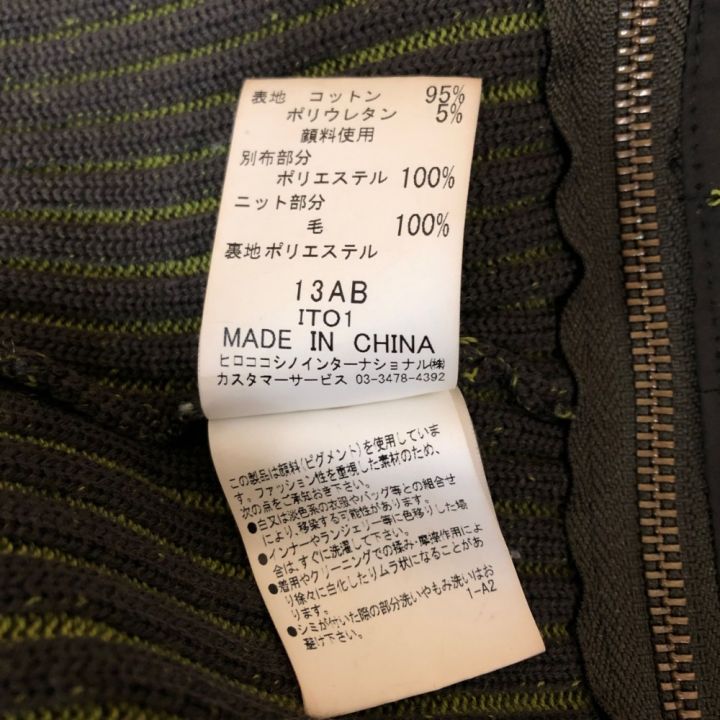 表地 コットン 95%
ポリウレタン 5%
顔料使用
別布部分
ポリエステル 100%
ニット部分
毛 100%
裏地ポリエステル
13AB
ITO1
MADE IN CHINA
ヒロココシノインターナショナル㈱
カスタマーサービス 03-3478-4392
この製品は顔料(ピグメント)を使用していま
す。ファッション性を重視した素材のため、
次の点をご承知おき下さい。
●白又は淡色系の衣服やバッグ等との組合せ
により、移染する可能性があります。
●インナーやランジェリー等に色移りした場
合は、すぐに洗濯して下さい。
●着用やクリーニングでの揉み・摩擦作用によ
り徐々に白化したりムラ状になることがあ
ります。
●シミが付いた際の部分洗いやもみ洗いはお
避け下さい。
1-A2